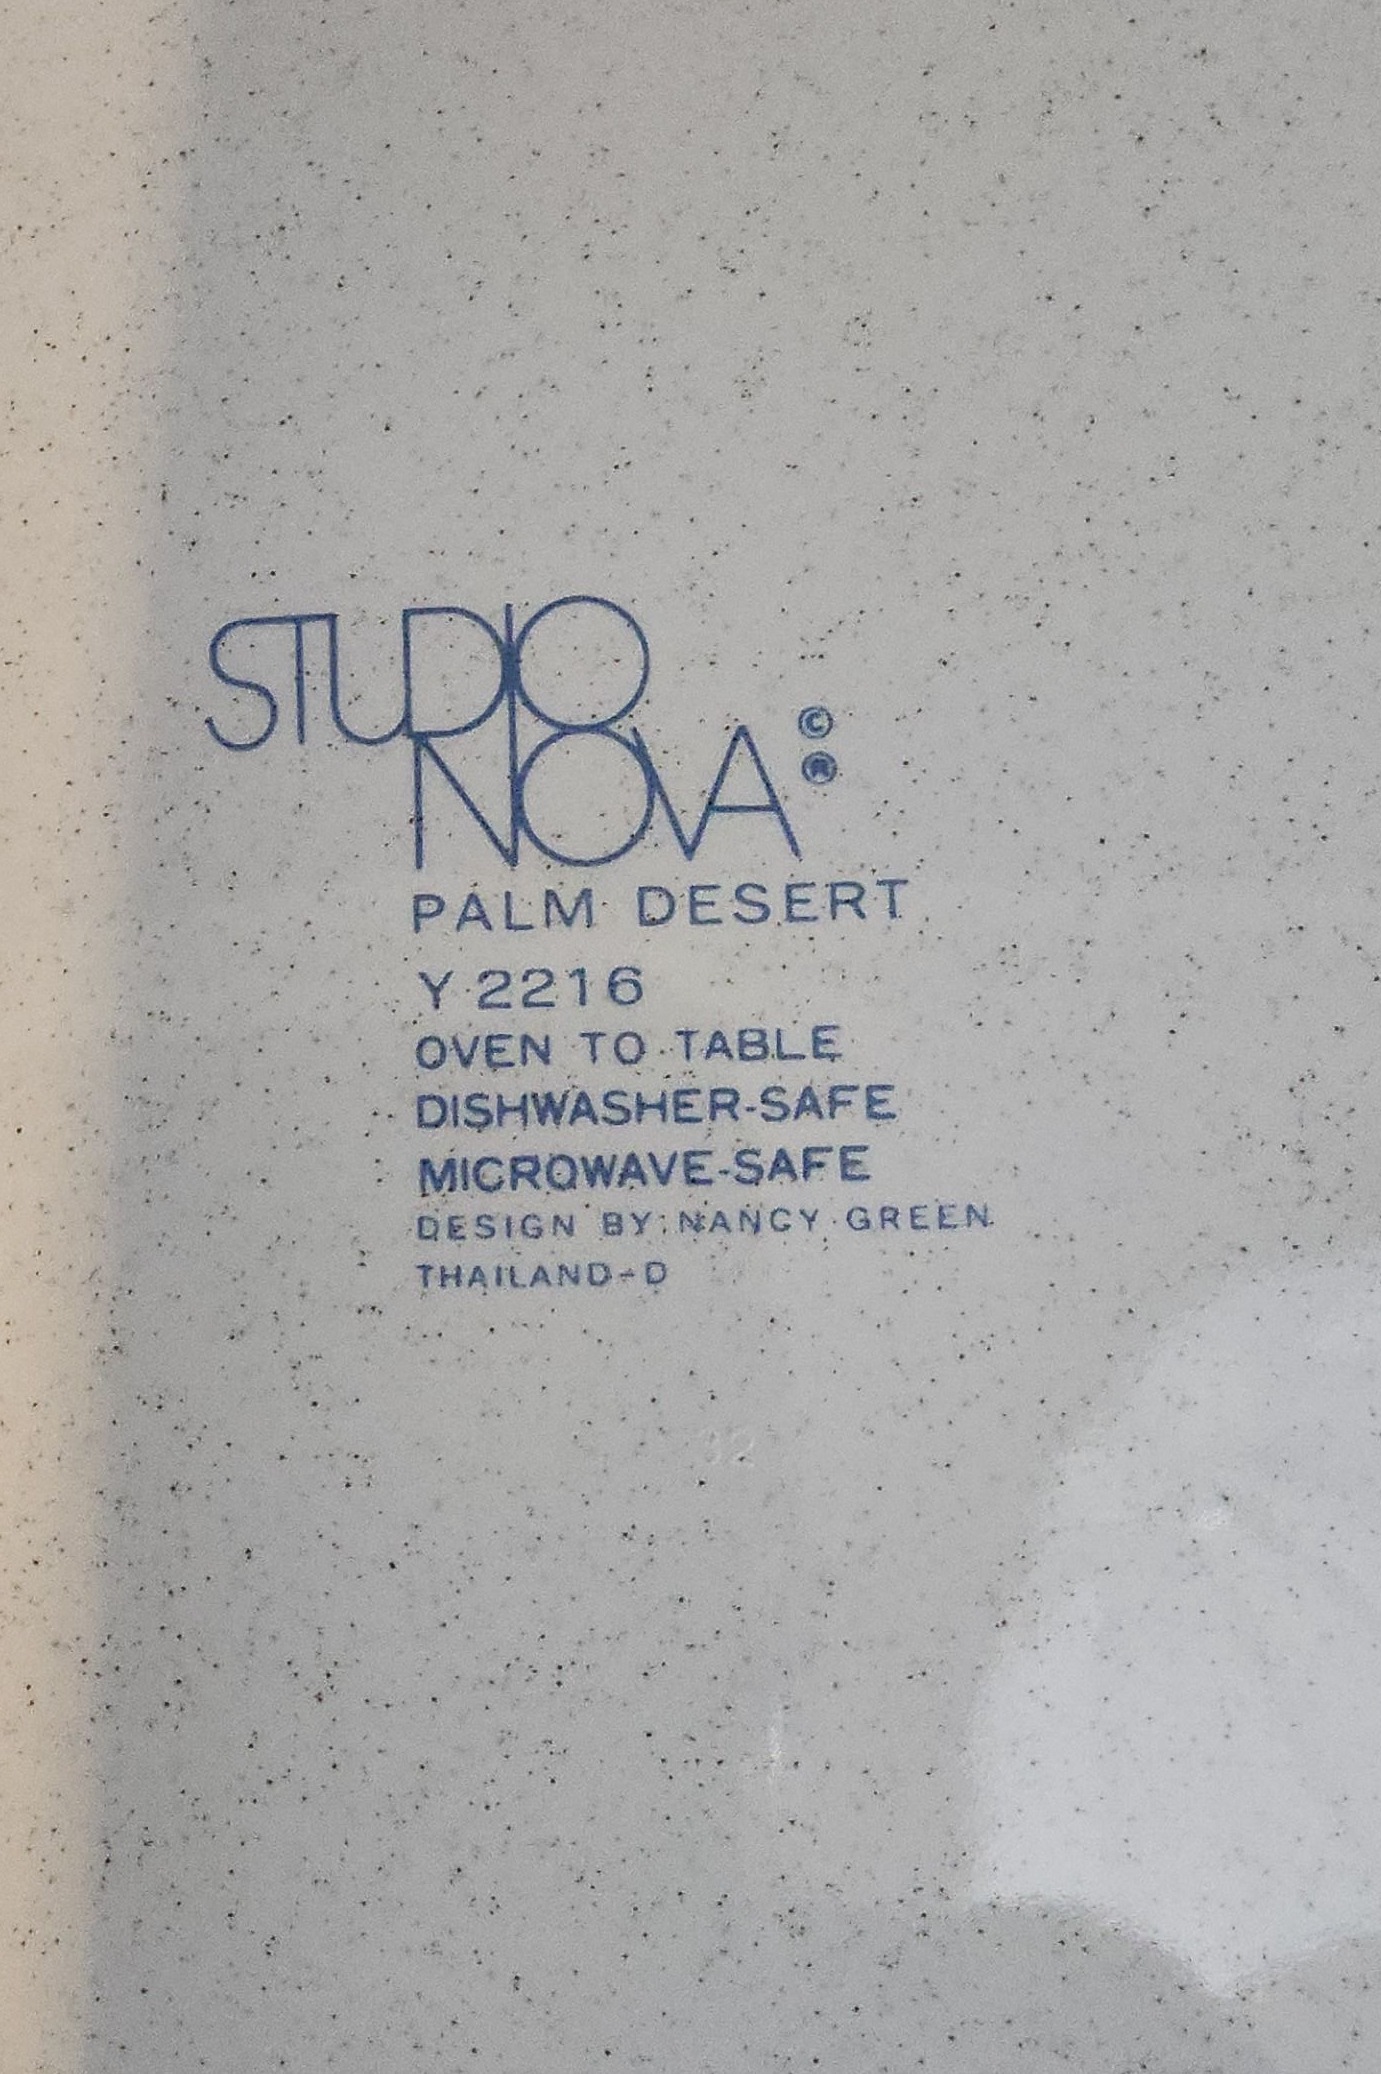 STUDIO
NOVA © ®
PALM DESERT
Y 2216
OVEN TO TABLE
DISHWASHER-SAFE
MICROWAVE-SAFE
DESIGN BY: NANCY GREEN
THAILAND-D